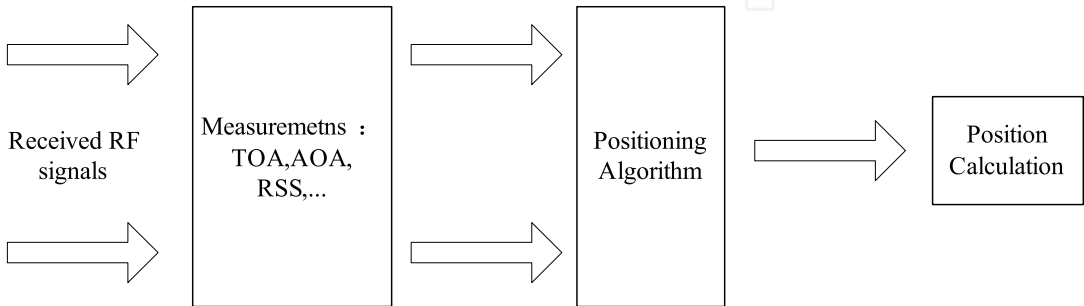 Received RF
signals
Measuremetns：
TOA,AOA,
RSS,...
Positioning
Algorithm
Position
Calculation